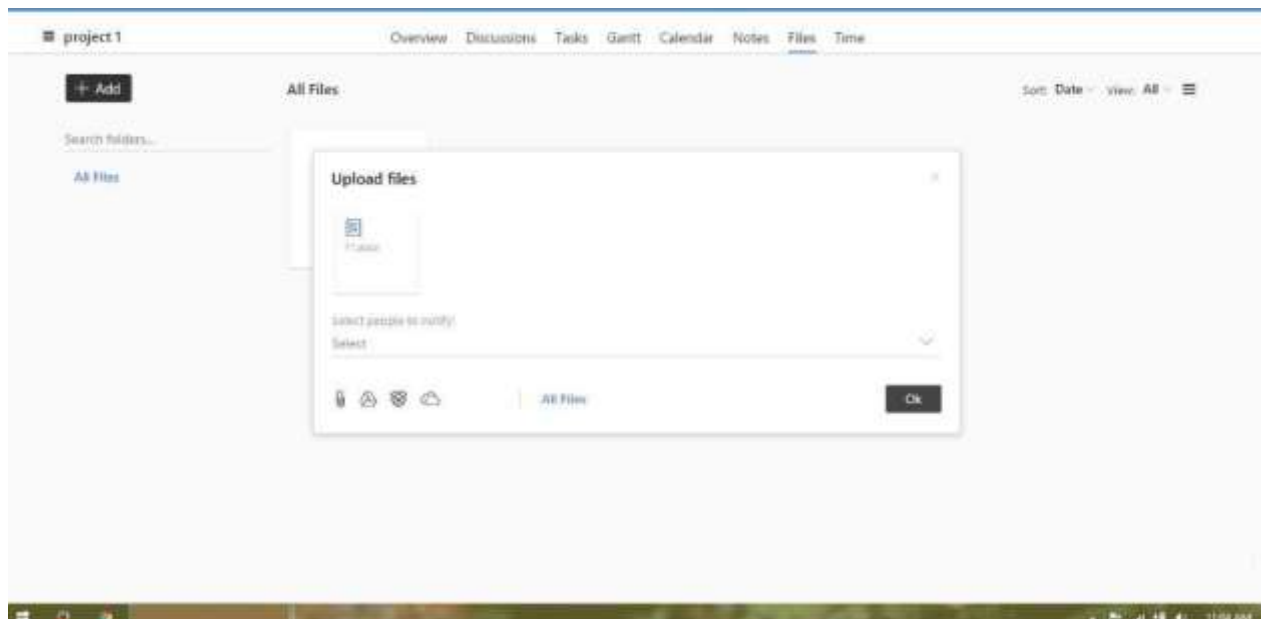 project 1
Overview Discussions Tasks Gantt Calendar Notes Files Time
+ Add
All Files
Sort: Date View: All
Search folders...
All Files
Upload files
Select people to notify:
Select
All Files
Ok